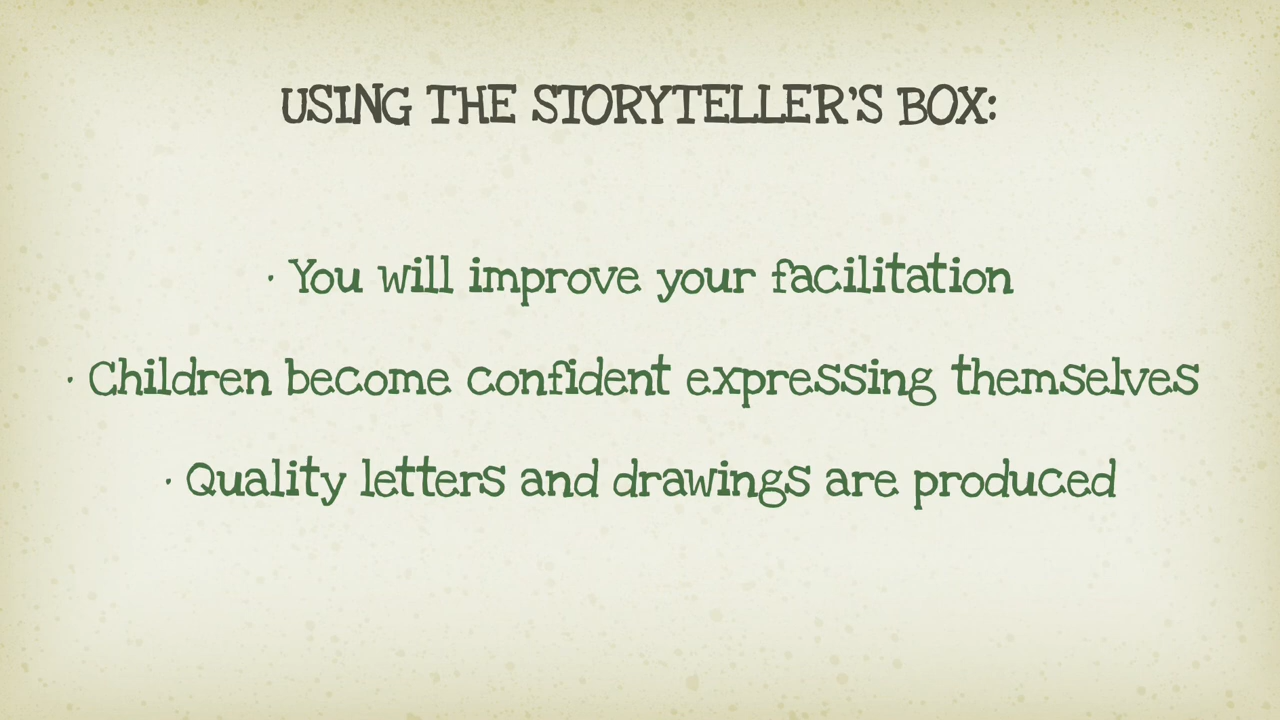 USING THE STORYTELLER'S BOX:
· You will improve your facilitation
· Children become confident expressing themselves
· Quality letters and drawings are produced